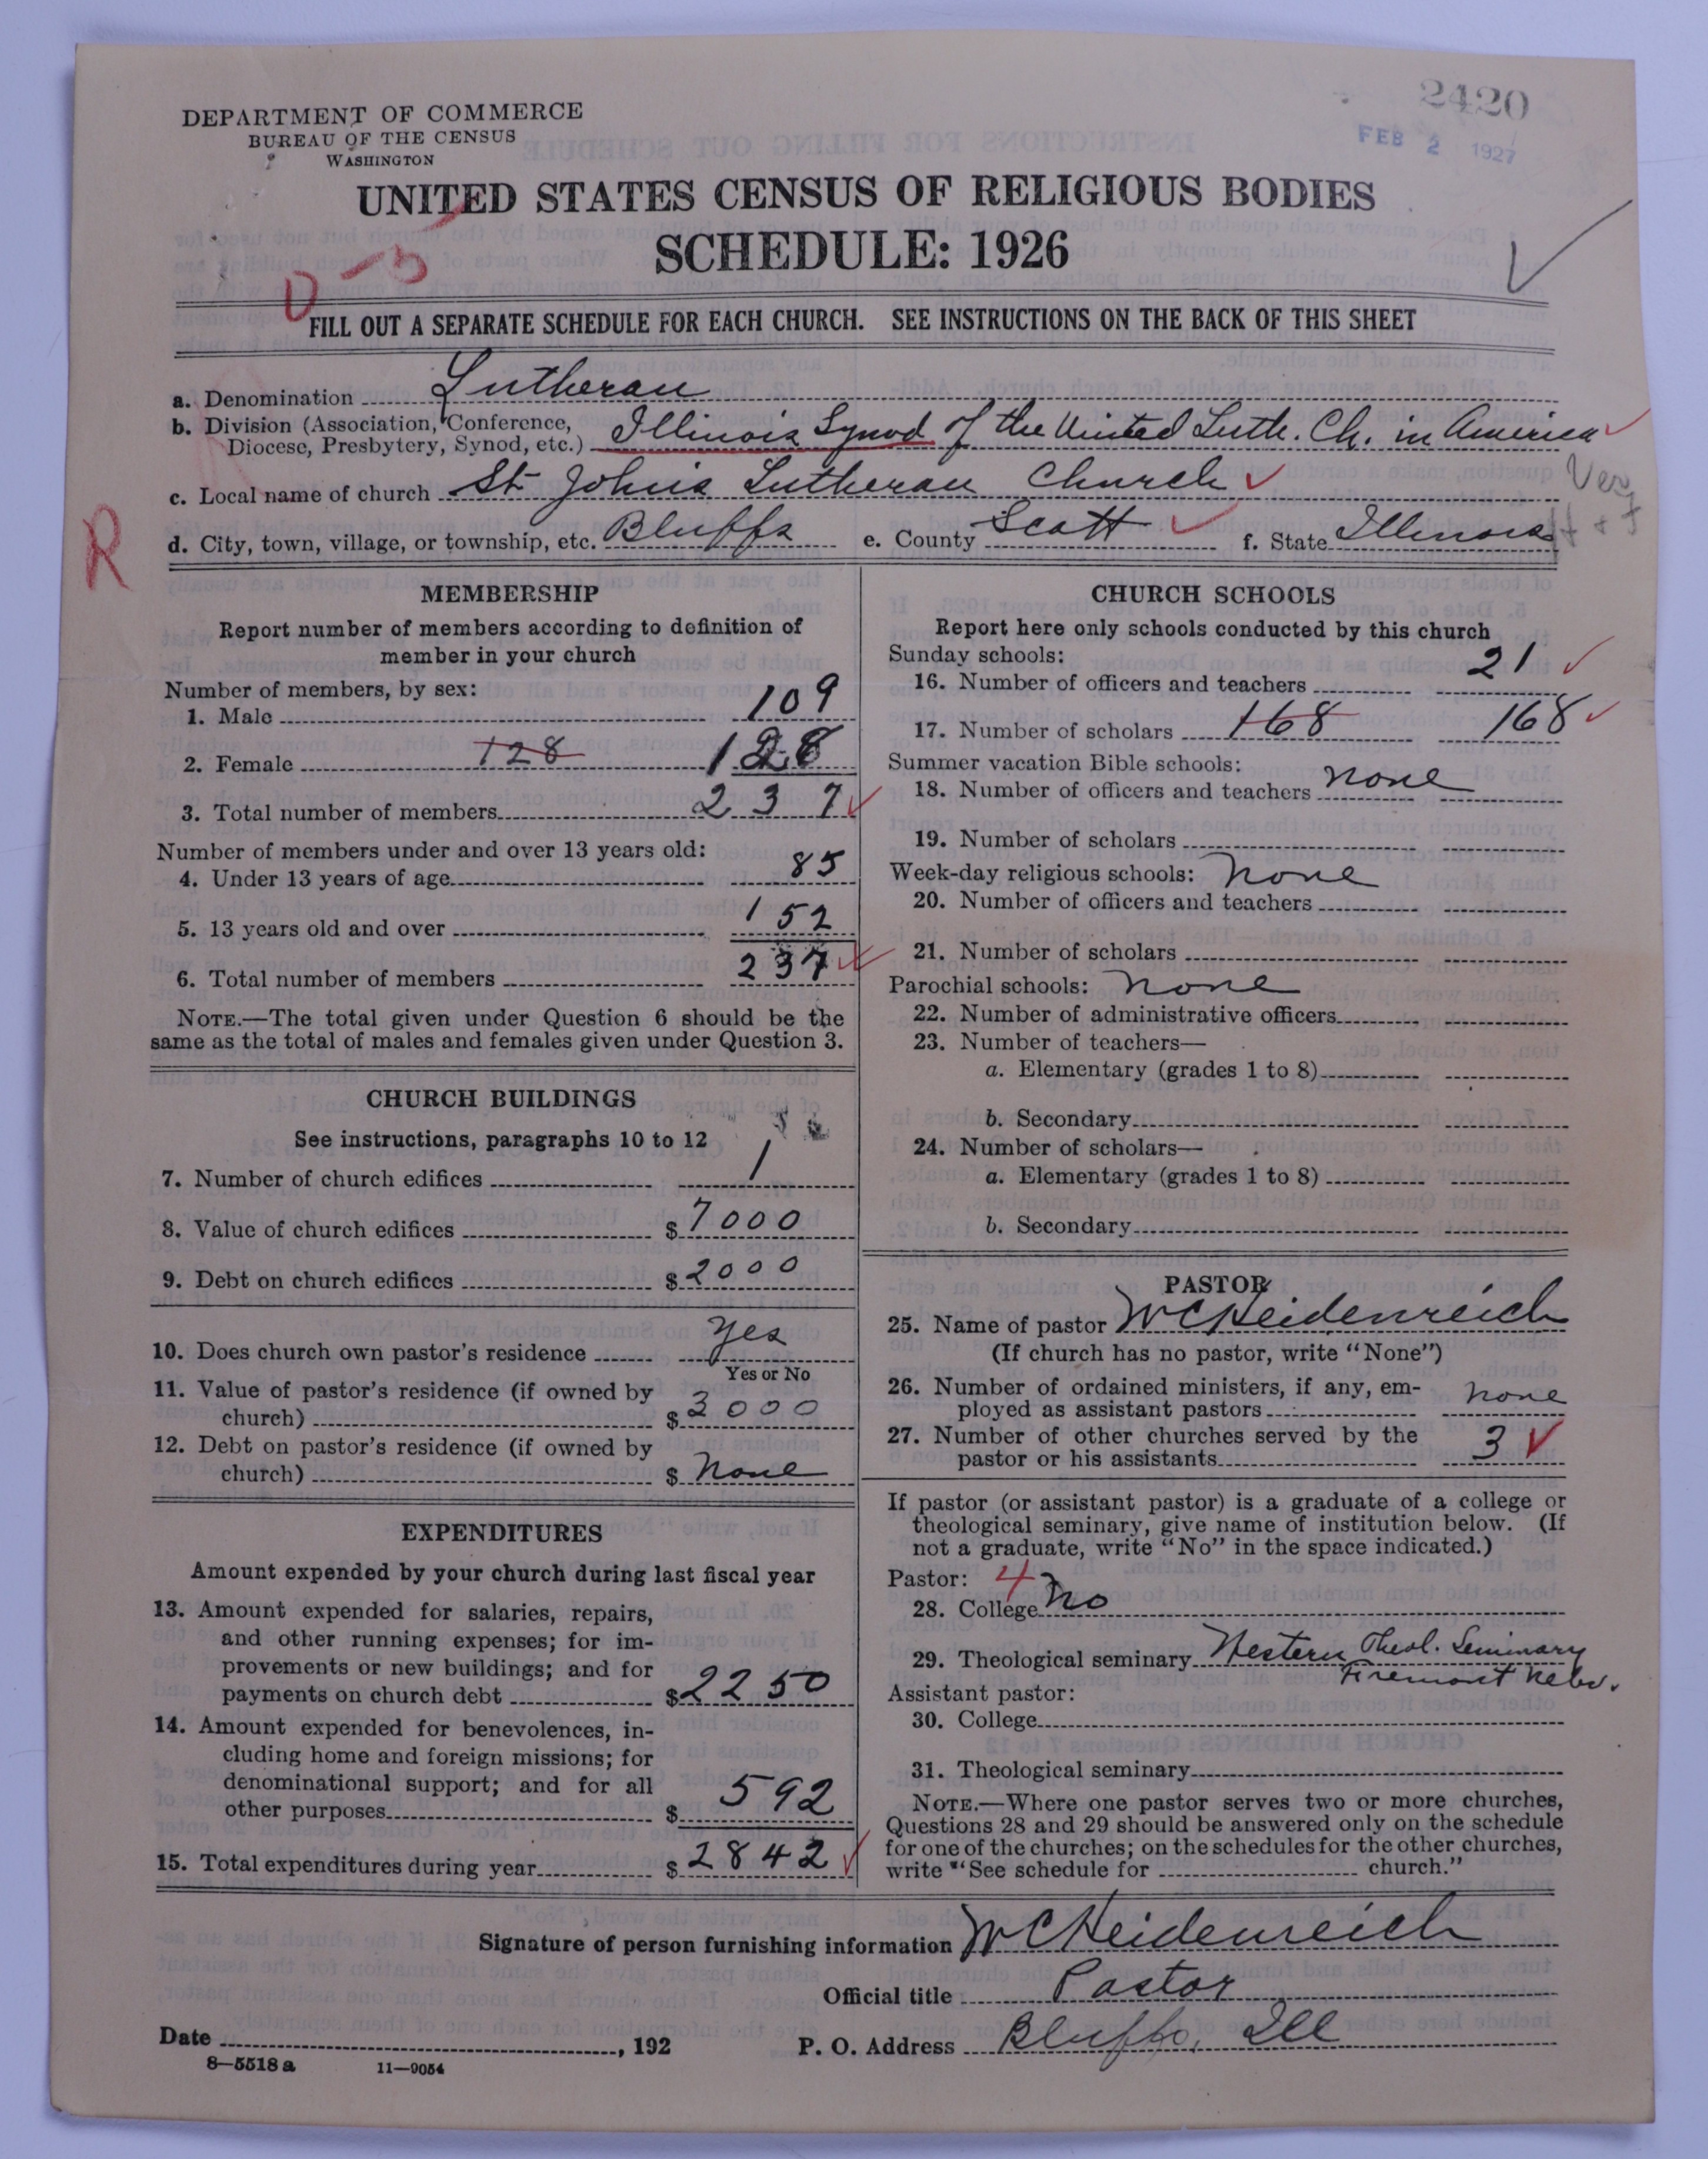 2420
FEB 2 1927
DEPARTMENT OF COMMERCE
BUREAU OF THE CENSUS
WASHINGTON
UNITED STATES CENSUS OF RELIGIOUS BODIES
SCHEDULE: 1926
FILL OUT A SEPARATE SCHEDULE FOR EACH CHURCH. SEE INSTRUCTIONS ON THE BACK OF THIS SHEET
a. Denomination Lutheran
b. Division (Association, Conference,
Diocese, Presbytery, Synod, etc.) Illinois Synod of the United Luth. Ch. in America
c. Local name of church St Johns Lutheran Church
R
d. City, town, village, or township, etc. Bluffs e. County Scott f. State Illinois
MEMBERSHIP
Report number of members according to definition of
member in your church
Number of members, by sex:
1. Male 109
2. Female 128 128
3. Total number of members 237
Number of members under and over 13 years old:
4. Under 13 years of age 85
5. 13 years old and over 152
6. Total number of members 237
NOTE.—The total given under Question 6 should be the
same as the total of males and females given under Question 3.
CHURCH BUILDINGS
See instructions, paragraphs 10 to 12
7. Number of church edifices 1
8. Value of church edifices $7000
9. Debt on church edifices $2000
10. Does church own pastor's residence Yes
Yes or No
11. Value of pastor's residence (if owned by
church) $3000
12. Debt on pastor's residence (if owned by
church) $ None
EXPENDITURES
Amount expended by your church during last fiscal year
13. Amount expended for salaries, repairs,
and other running expenses; for im-
provements or new buildings; and for
payments on church debt $2250
14. Amount expended for benevolences, in-
cluding home and foreign missions; for
denominational support; and for all
other purposes $592
15. Total expenditures during year $2842
CHURCH SCHOOLS
Report here only schools conducted by this church
Sunday schools:
16. Number of officers and teachers 21
17. Number of scholars 168 168
Summer vacation Bible schools:
18. Number of officers and teachers none
19. Number of scholars
Week-day religious schools: None
20. Number of officers and teachers
21. Number of scholars
Parochial schools: None
22. Number of administrative officers
23. Number of teachers—
a. Elementary (grades 1 to 8)
b. Secondary
24. Number of scholars—
a. Elementary (grades 1 to 8)
b. Secondary
PASTOR
25. Name of pastor WC Heidenreich
(If church has no pastor, write "None")
26. Number of ordained ministers, if any, em-
ployed as assistant pastors none
27. Number of other churches served by the
pastor or his assistants 3
If pastor (or assistant pastor) is a graduate of a college or
theological seminary, give name of institution below. (If
not a graduate, write "No" in the space indicated.)
Pastor: 4
28. College No
29. Theological seminary Western Theol. Seminary
Fremont Nebr.
Assistant pastor:
30. College
31. Theological seminary
NOTE.—Where one pastor serves two or more churches,
Questions 28 and 29 should be answered only on the schedule
for one of the churches; on the schedules for the other churches,
write "See schedule for church."
Signature of person furnishing information WC Heidenreich
Official title Pastor
Date , 192 P. O. Address Bluffs, Ill
8—5518 a 11—9054